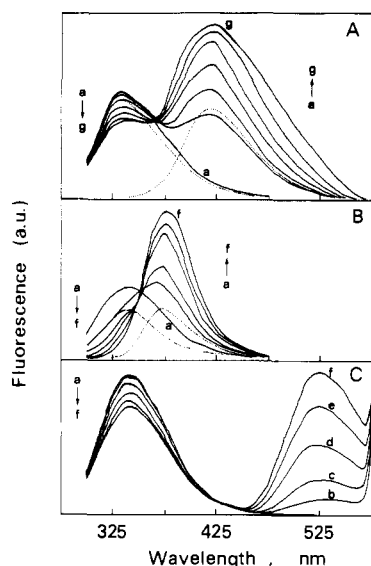 A
g
a
g
g
a
a
B
f
a
f
f
a
a
C
a
f
f
e
d
c
b
325 425 525
Fluorescence (a.u.)
Wavelength , nm